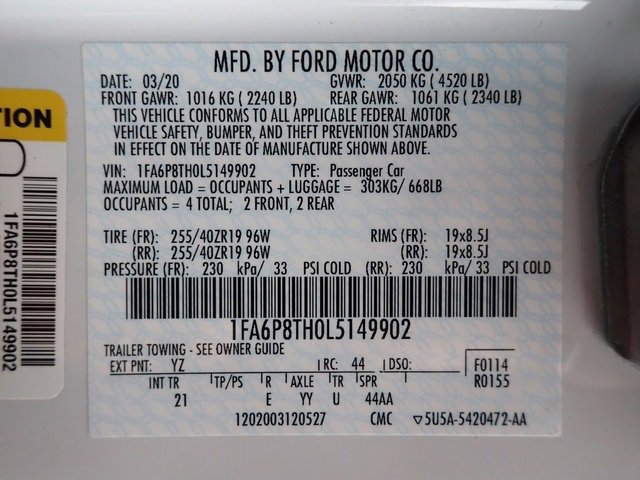 MFD. BY FORD MOTOR CO.
DATE: 03/20 GVWR: 2050 KG ( 4520 LB)
FRONT GAWR: 1016 KG ( 2240 LB) REAR GAWR: 1061 KG ( 2340 LB)
THIS VEHICLE CONFORMS TO ALL APPLICABLE FEDERAL MOTOR
VEHICLE SAFETY, BUMPER, AND THEFT PREVENTION STANDARDS
IN EFFECT ON THE DATE OF MANUFACTURE SHOWN ABOVE.
VIN: 1FA6P8TH0L5149902 TYPE: Passenger Car
MAXIMUM LOAD = OCCUPANTS + LUGGAGE = 303KG/ 668LB
OCCUPANTS = 4 TOTAL; 2 FRONT, 2 REAR
TIRE (FR): 255/40ZR19 96W RIMS (FR): 19x8.5J
(RR): 255/40ZR19 96W (RR): 19x8.5J
PRESSURE (FR): 230 kPa/ 33 PSI COLD (RR): 230 kPa/ 33 PSI COLD
1FA6P8TH0L5149902
TRAILER TOWING - SEE OWNER GUIDE
EXT PNT: YZ RC: 44 DSO: F0114
R0155
INT TR TP/PS R AXLE TR SPR
21 E YY U 44AA
1202003120527 CMC ▽5U5A-5420472-AA
TION
1FA6P8TH0L5149902